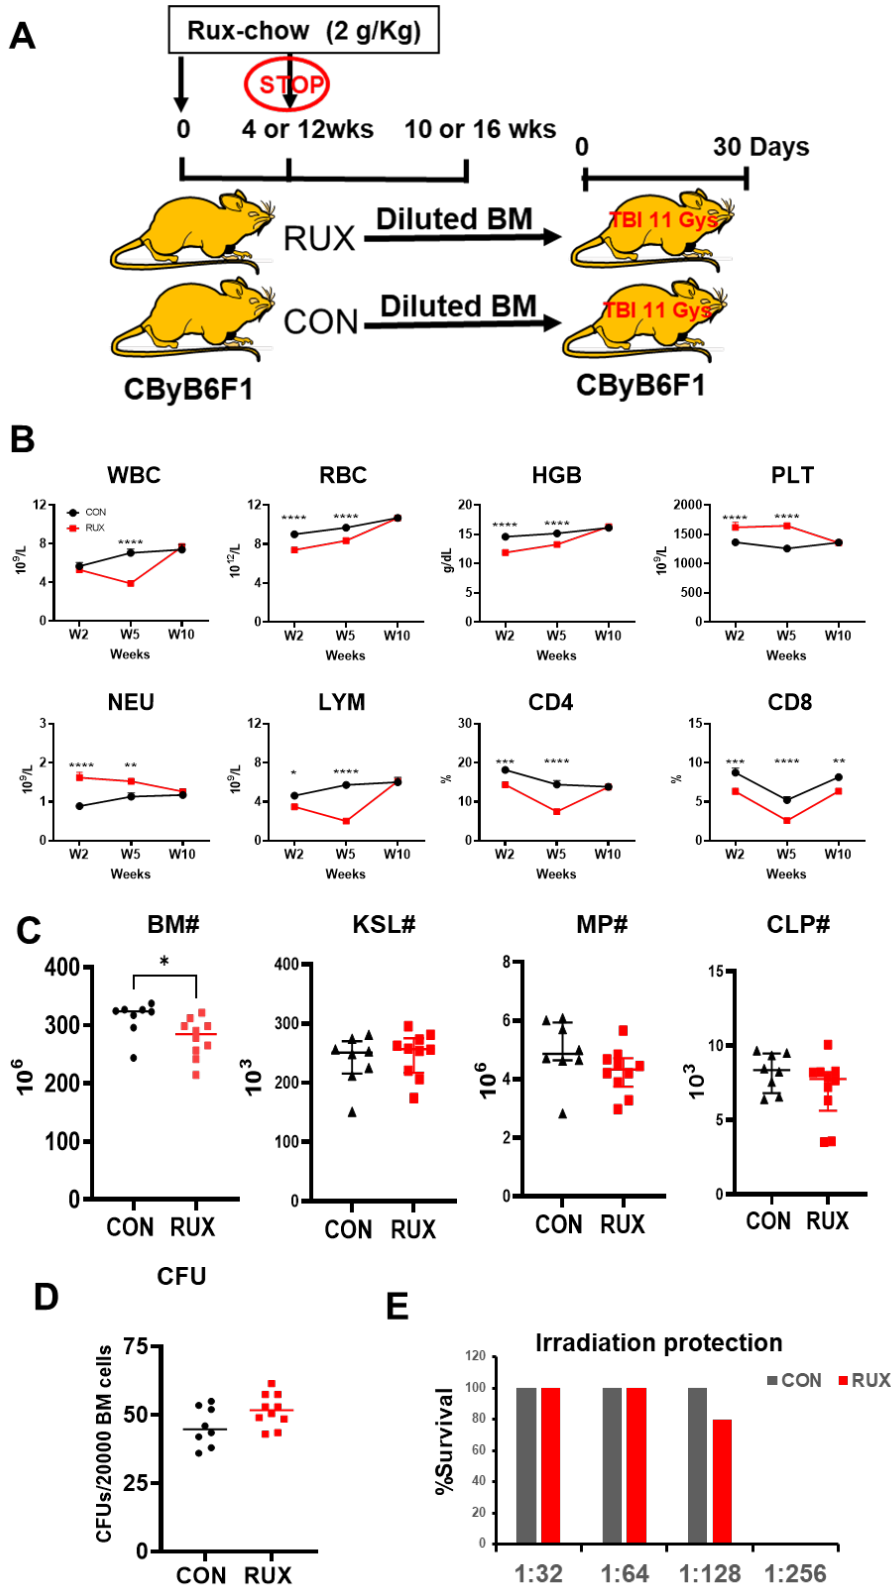 A
Rux-chow (2 g/Kg)
STOP
0 4 or 12wks 10 or 16 wks
0 30 Days
RUX Diluted BM TBI 11 Gys
CON Diluted BM TBI 11 Gys
CByB6F1 CByB6F1
B
WBC RBC HGB PLT
12 8 4 0 10⁹/L CON RUX ****
12 8 4 0 10¹²/L **** ****
20 15 10 5 0 g/dL **** ****
2000 1500 1000 500 0 10⁹/L **** ****
W2 W5 W10 W2 W5 W10 W2 W5 W10 W2 W5 W10
Weeks Weeks Weeks Weeks
NEU LYM CD4 CD8
3 2 1 0 10⁹/L **** **
12 8 4 0 10⁹/L * ****
30 20 10 0 % *** ****
15 10 5 0 % *** **** **
W2 W5 W10 W2 W5 W10 W2 W5 W10 W2 W5 W10
Weeks Weeks Weeks Weeks
C
BM# KSL# MP# CLP#
400 300 200 100 0 10⁶ *
400 300 200 100 0 10³
8 6 4 2 0 10⁶
15 10 5 0 10³
CON RUX CON RUX CON RUX CON RUX
D
CFU
75 50 25 0
CFUs/20000 BM cells
CON RUX
E
Irradiation protection
120 100 80 60 40 20 0
%Survival
CON RUX
1:32 1:64 1:128 1:256